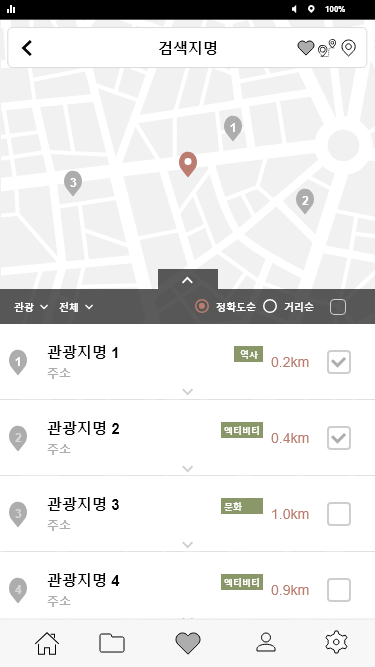 100%
검색지명
1
3
2
관광 전체 정확도순 거리순
1 관광지명 1 역사 0.2km
주소
2 관광지명 2 액티비티 0.4km
주소
3 관광지명 3 문화 1.0km
주소
4 관광지명 4 액티비티 0.9km
주소